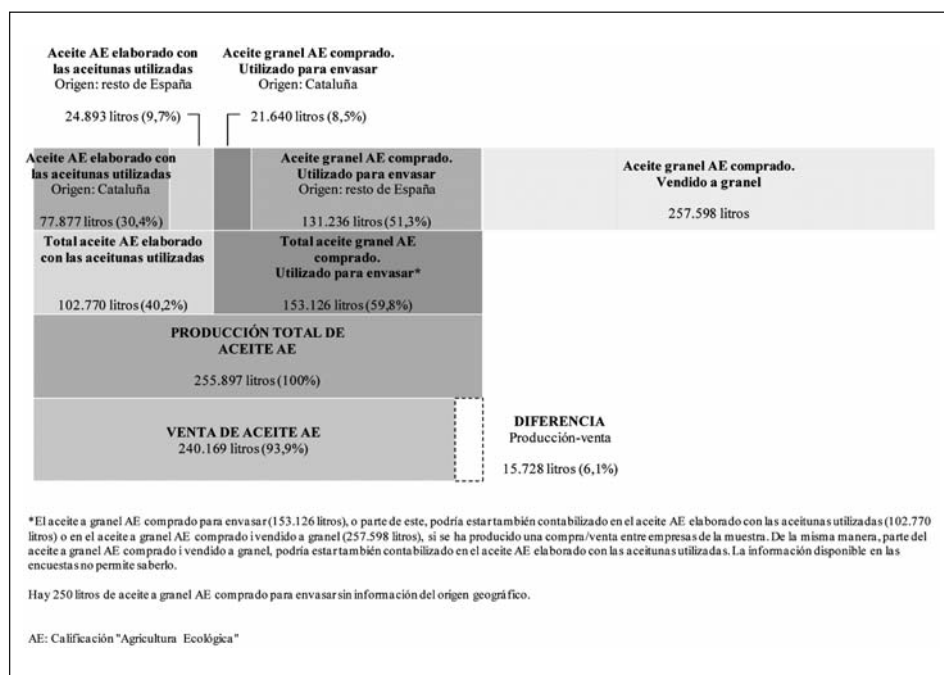 Aceite AE elaborado con
las aceitunas utilizadas
Origen: resto de España
24.893 litros (9,7%)
Aceite granel AE comprado.
Utilizado para envasar
Origen: Cataluña
21.640 litros (8,5%)
Aceite AE elaborado con
las aceitunas utilizadas
Origen: Cataluña
77.877 litros (30,4%)
Aceite granel AE comprado.
Utilizado para envasar
Origen: resto de España
131.236 litros (51,3%)
Aceite granel AE comprado.
Vendido a granel
257.598 litros
Total aceite AE elaborado
con las aceitunas utilizadas
102.770 litros (40,2%)
Total aceite granel AE
comprado.
Utilizado para envasar*
153.126 litros (59,8%)
PRODUCCIÓN TOTAL DE
ACEITE AE
255.897 litros (100%)
VENTA DE ACEITE AE
240.169 litros (93,9%)
DIFERENCIA
Producción-venta
15.728 litros (6,1%)
*El aceite a granel AE comprado para envasar (153.126 litros), o parte de este, podría estar también contabilizado en el aceite AE elaborado con las aceitunas utilizadas (102.770
litros) o en el aceite a granel AE comprado i vendido a granel (257.598 litros), si se ha producido una compra/venta entre empresas de la muestra. De la misma manera, parte del
aceite a granel AE comprado i vendido a granel, podría estar también contabilizado en el aceite AE elaborado con las aceitunas utilizadas. La información disponible en las
encuestas no permite saberlo.
Hay 250 litros de aceite a granel AE comprado para envasar sin información del origen geográfico.
AE: Calificación "Agricultura Ecológica"